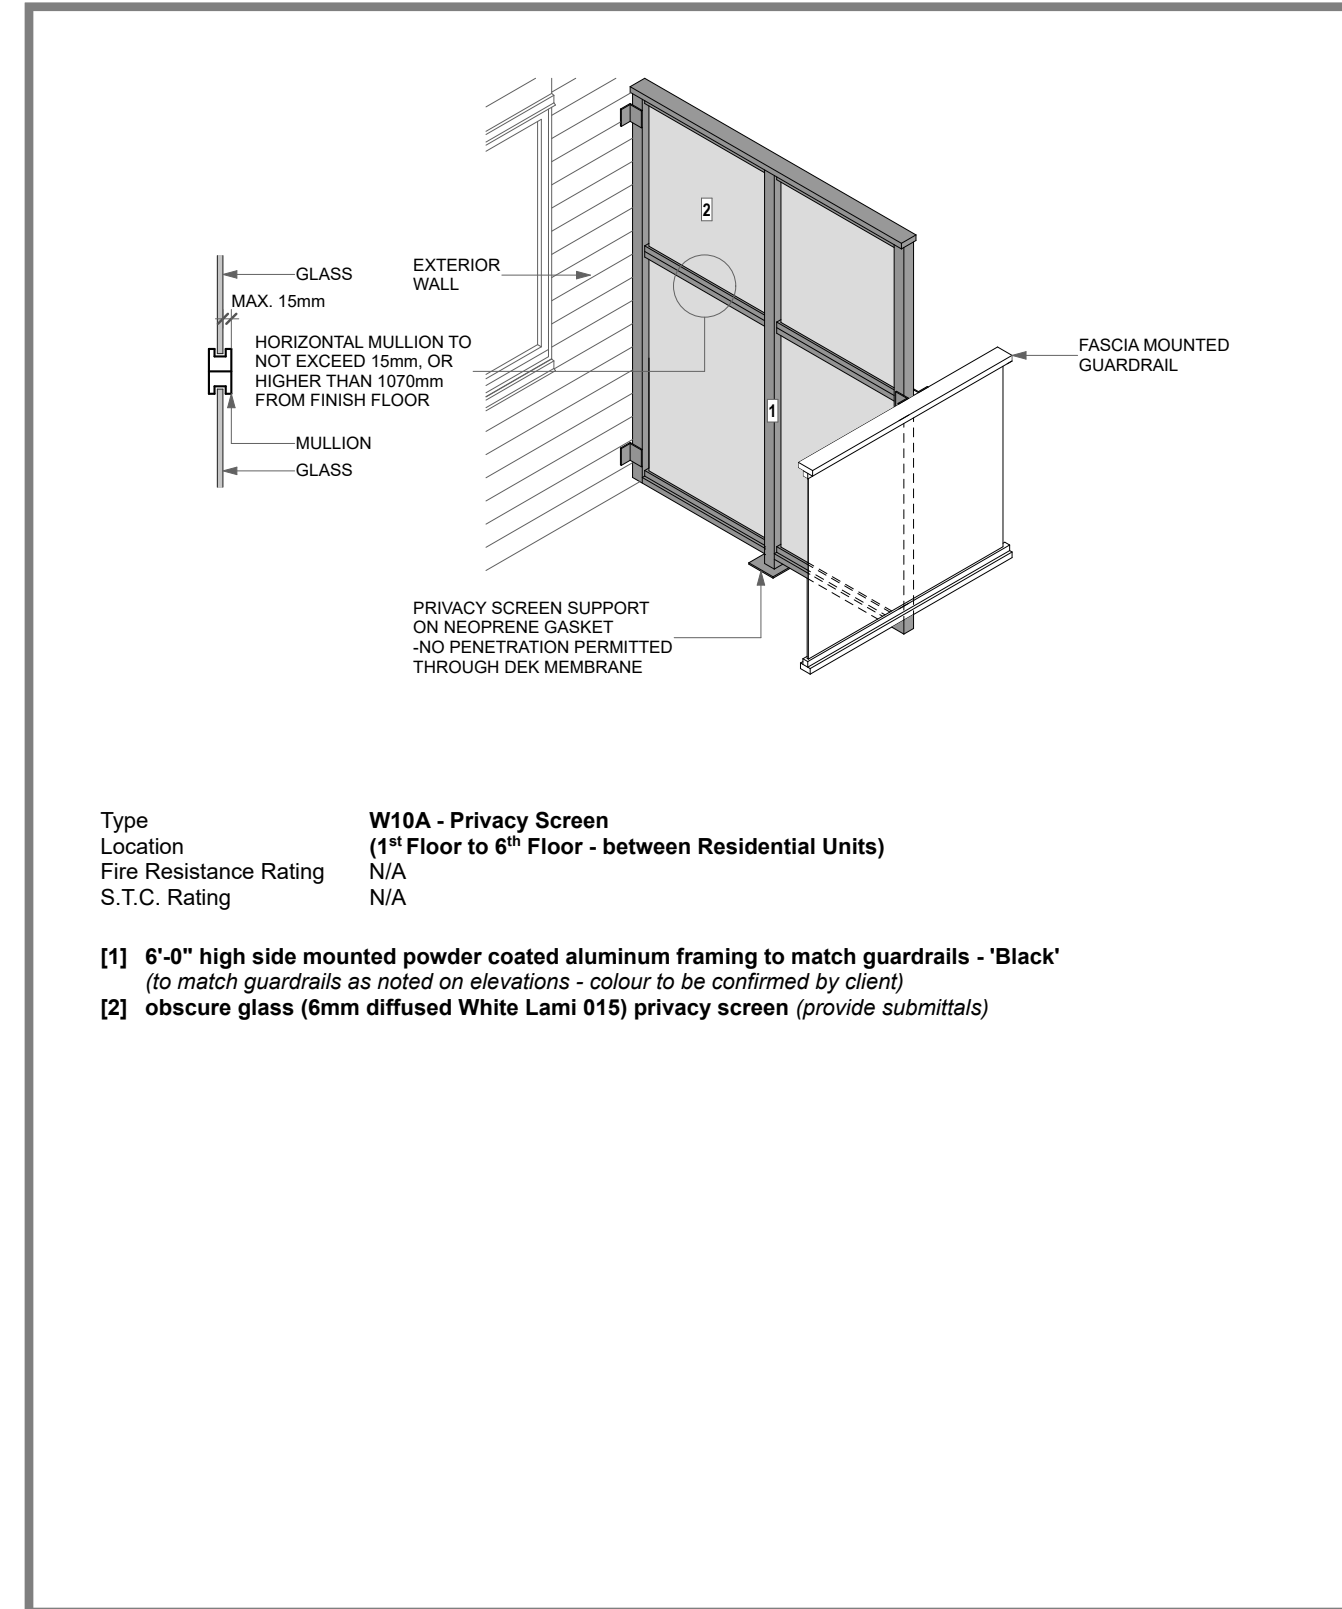 2
GLASS
MAX. 15mm
EXTERIOR
WALL
HORIZONTAL MULLION TO
NOT EXCEED 15mm, OR
HIGHER THAN 1070mm
FROM FINISH FLOOR
MULLION
GLASS
FASCIA MOUNTED
GUARDRAIL
1
PRIVACY SCREEN SUPPORT
ON NEOPRENE GASKET
-NO PENETRATION PERMITTED
THROUGH DEK MEMBRANE
Type W10A - Privacy Screen
Location (1st Floor to 6th Floor - between Residential Units)
Fire Resistance Rating N/A
S.T.C. Rating N/A
[1] 6'-0" high side mounted powder coated aluminum framing to match guardrails - 'Black'
(to match guardrails as noted on elevations - colour to be confirmed by client)
[2] obscure glass (6mm diffused White Lami 015) privacy screen (provide submittals)